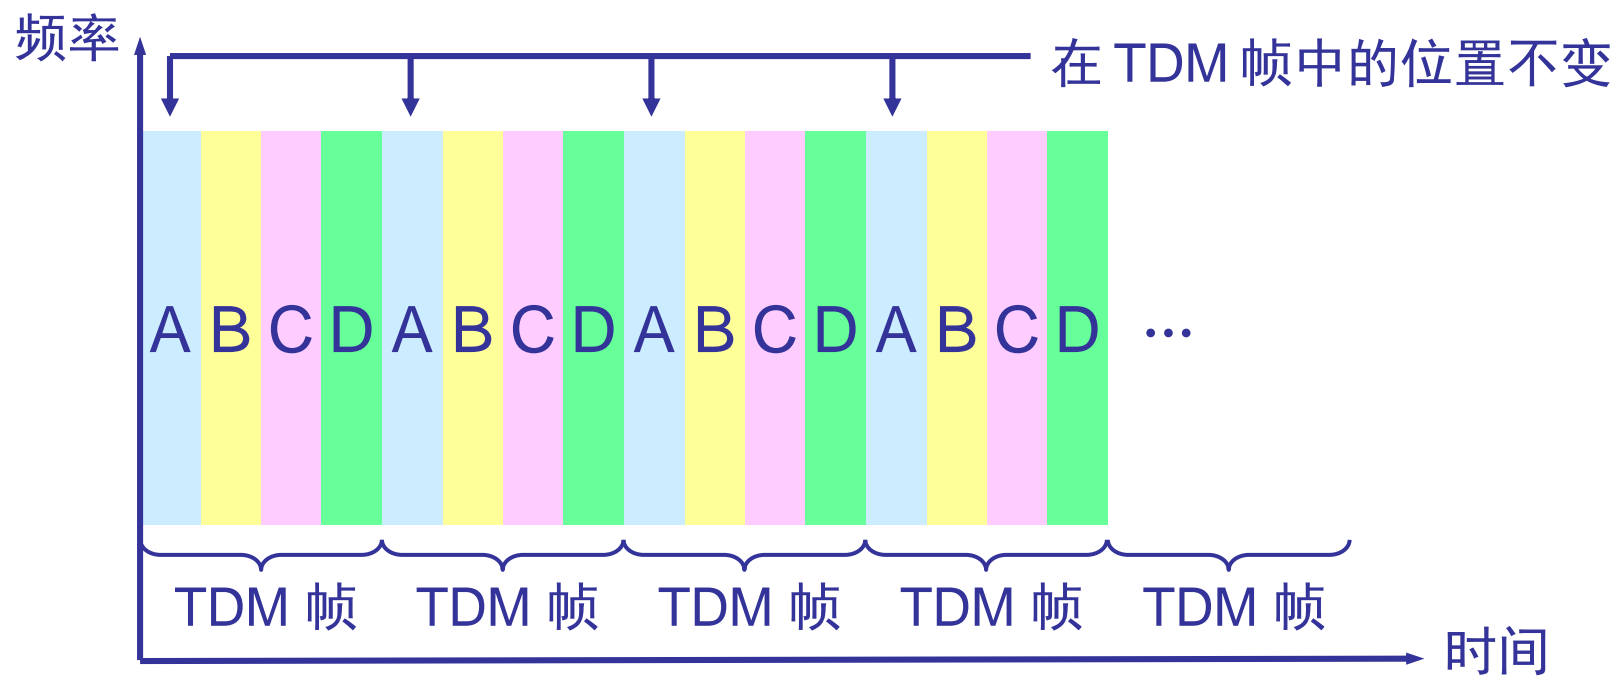 频率
在 TDM 帧中的位置不变
A B C D A B C D A B C D A B C D …
TDM 帧 TDM 帧 TDM 帧 TDM 帧 TDM 帧
时间